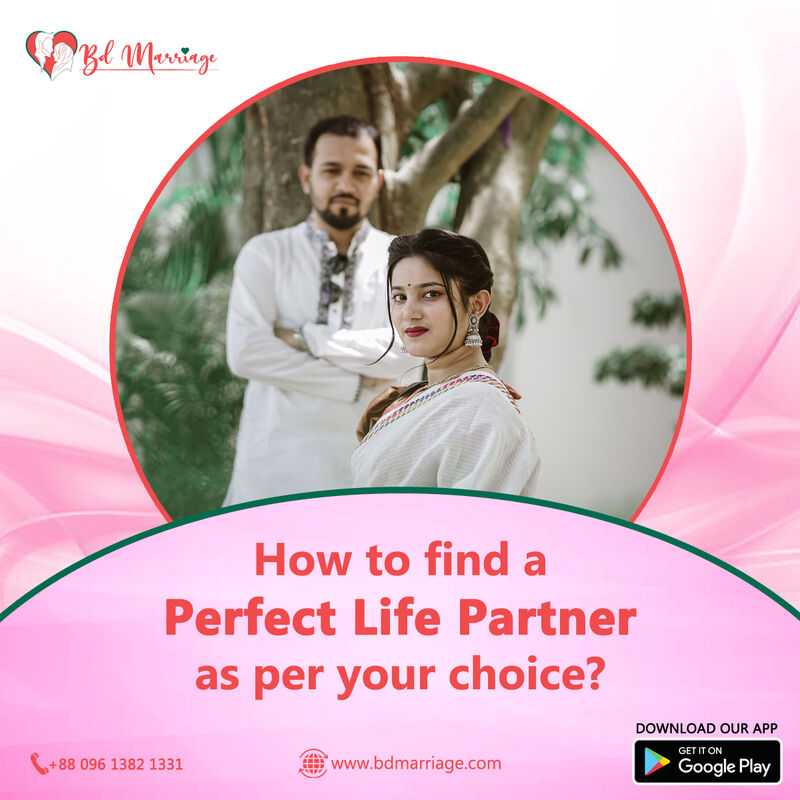 Bd Marriage
How to find a
Perfect Life Partner
as per your choice?
DOWNLOAD OUR APP
GET IT ON
Google Play
+88 096 1382 1331
www.bdmarriage.com